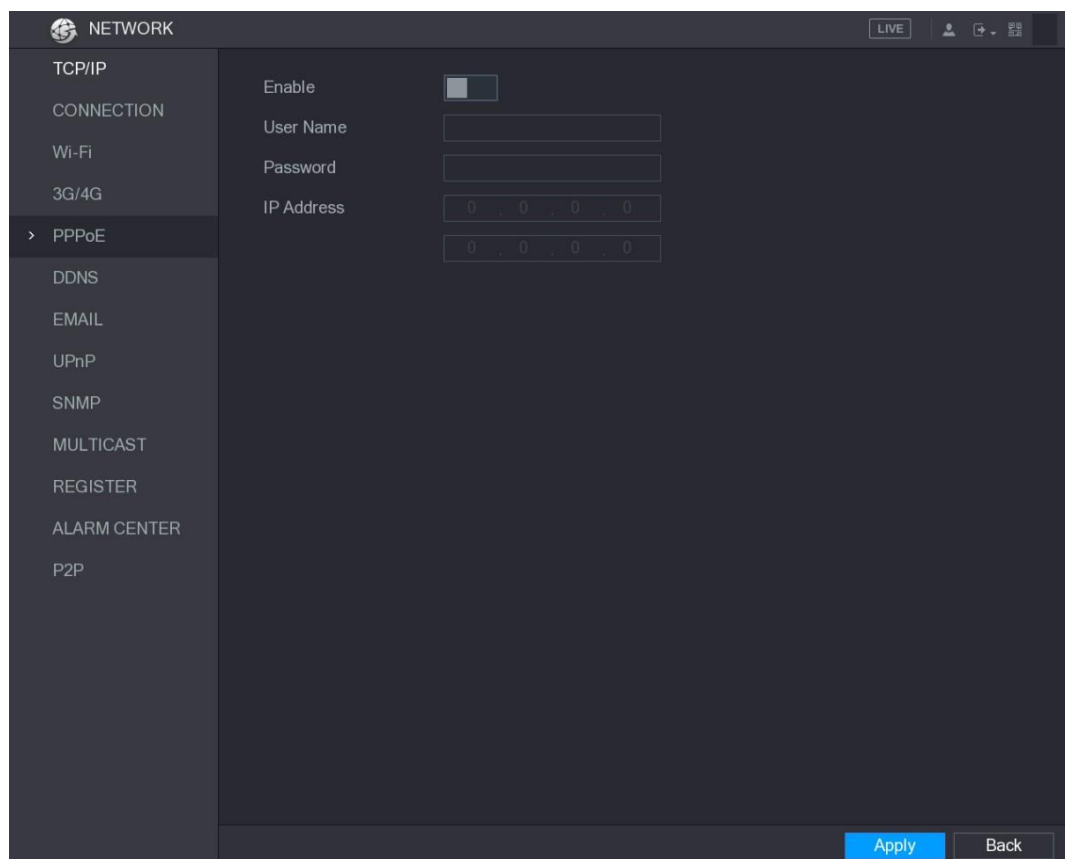 NETWORK
LIVE
TCP/IP
CONNECTION
Wi-Fi
3G/4G
PPPoE
DDNS
EMAIL
UPnP
SNMP
MULTICAST
REGISTER
ALARM CENTER
P2P
Enable
User Name
Password
IP Address
0 . 0 . 0 . 0
0 . 0 . 0 . 0
Apply
Back